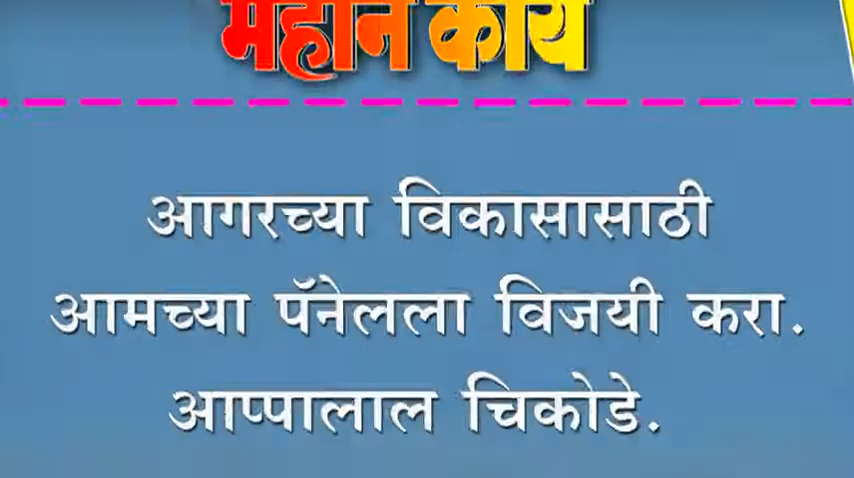 महान कार्य
आगरच्या विकासासाठी
आमच्या पॅनेलला विजयी करा.
आप्पालाल चिकोडे.